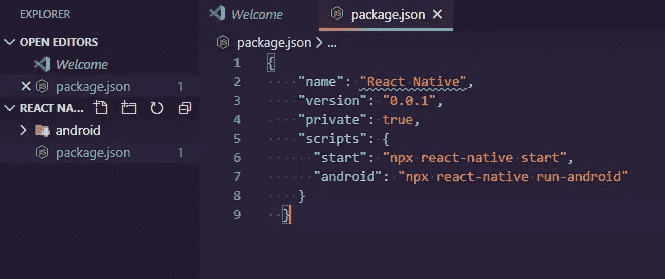 EXPLORER
OPEN EDITORS
Welcome
package.json 1
REACT NA...
android
package.json 1
Welcome
package.json
package.json > ...
1 {
2 "name": "React Native",
3 "version": "0.0.1",
4 "private": true,
5 "scripts": {
6 "start": "npx react-native start",
7 "android": "npx react-native run-android"
8 }
9 }